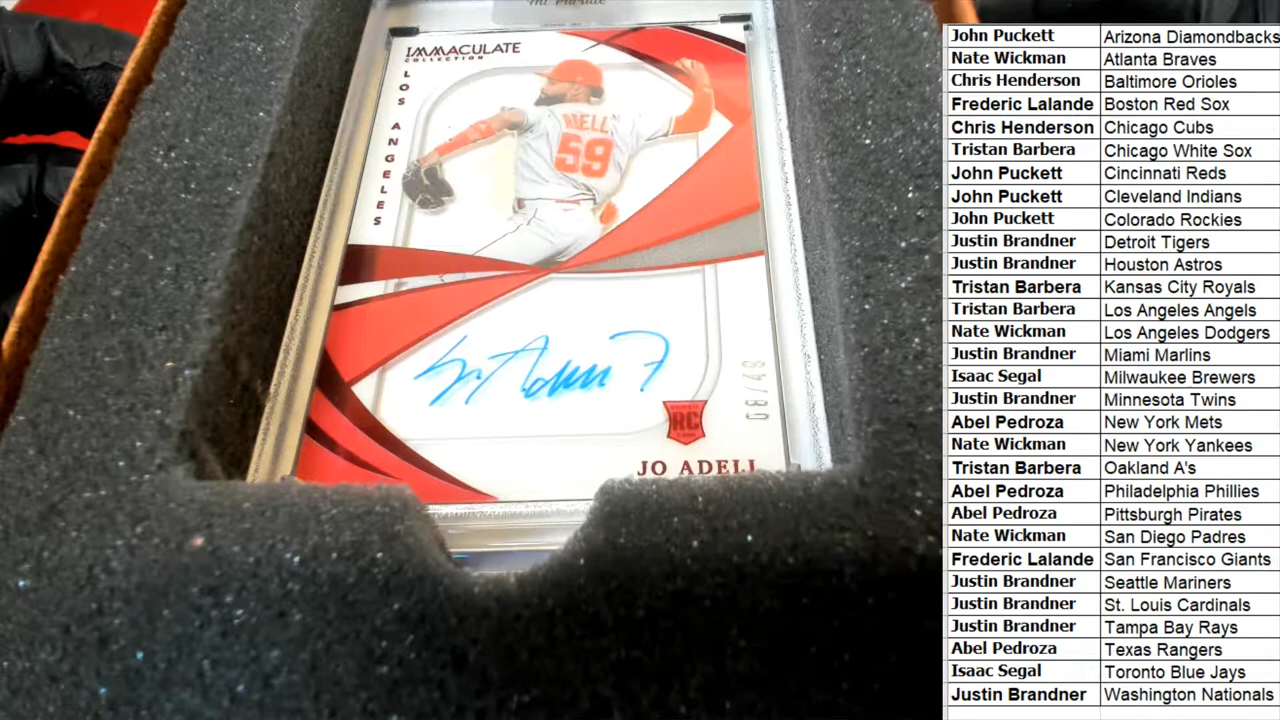 IMMACULATE
COLLECTION
LOS ANGELES
ADELL
59
RC
08/48
JO ADELL
John Puckett Arizona Diamondbacks
Nate Wickman Atlanta Braves
Chris Henderson Baltimore Orioles
Frederic Lalande Boston Red Sox
Chris Henderson Chicago Cubs
Tristan Barbera Chicago White Sox
John Puckett Cincinnati Reds
John Puckett Cleveland Indians
John Puckett Colorado Rockies
Justin Brandner Detroit Tigers
Justin Brandner Houston Astros
Tristan Barbera Kansas City Royals
Tristan Barbera Los Angeles Angels
Nate Wickman Los Angeles Dodgers
Justin Brandner Miami Marlins
Isaac Segal Milwaukee Brewers
Justin Brandner Minnesota Twins
Abel Pedroza New York Mets
Nate Wickman New York Yankees
Tristan Barbera Oakland A's
Abel Pedroza Philadelphia Phillies
Abel Pedroza Pittsburgh Pirates
Nate Wickman San Diego Padres
Frederic Lalande San Francisco Giants
Justin Brandner Seattle Mariners
Justin Brandner St. Louis Cardinals
Justin Brandner Tampa Bay Rays
Abel Pedroza Texas Rangers
Isaac Segal Toronto Blue Jays
Justin Brandner Washington Nationals